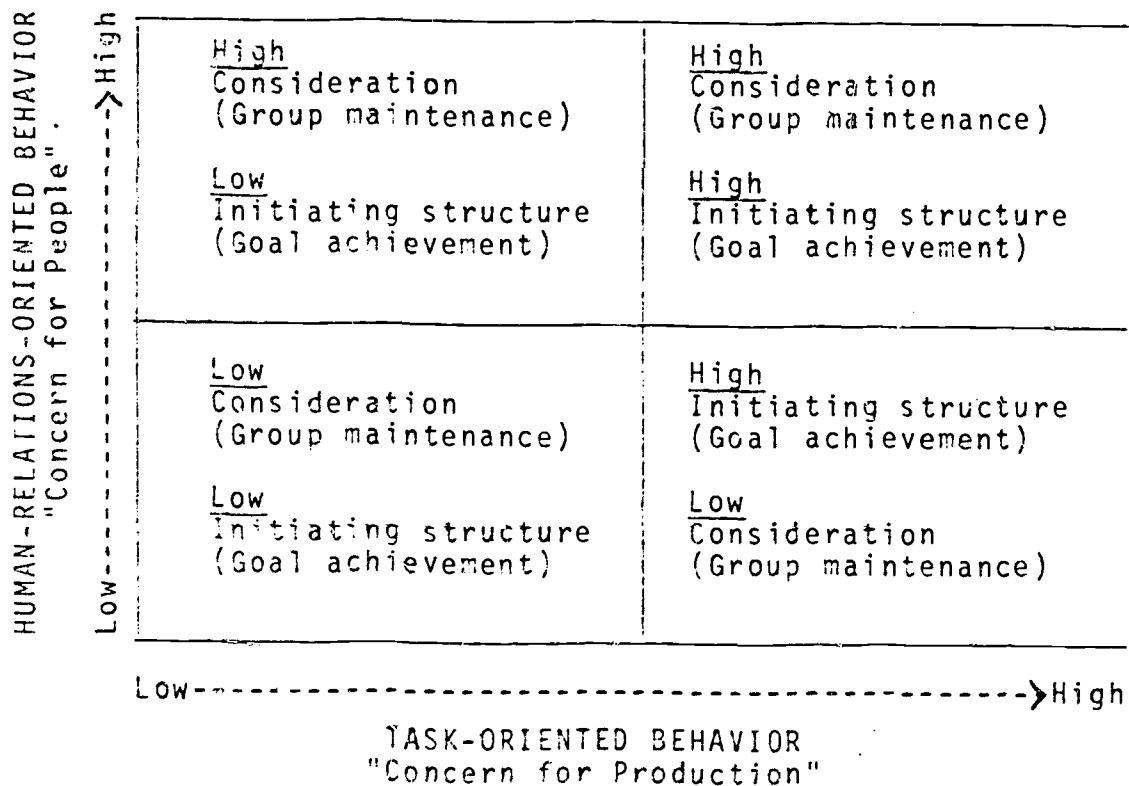 HUMAN-RELATIONS-ORIENTED BEHAVIOR
"Concern for People".
Low------------------>High
High
Consideration
(Group maintenance)
Low
Initiating structure
(Goal achievement)
High
Consideration
(Group maintenance)
High
Initiating structure
(Goal achievement)
Low
Consideration
(Group maintenance)
Low
Initiating structure
(Goal achievement)
High
Initiating structure
(Goal achievement)
Low
Consideration
(Group maintenance)
Low------------------------------------------>High
TASK-ORIENTED BEHAVIOR
"Concern for Production"